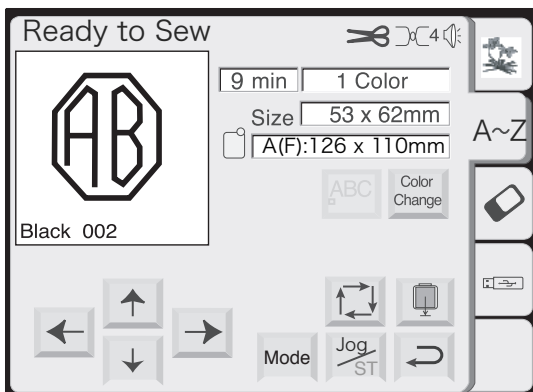 Ready to Sew
4
9 min
1 Color
Size
53 x 62mm
A(F):126 x 110mm
A~Z
AB
Black 002
ABC
Color
Change
Mode
Jog
ST